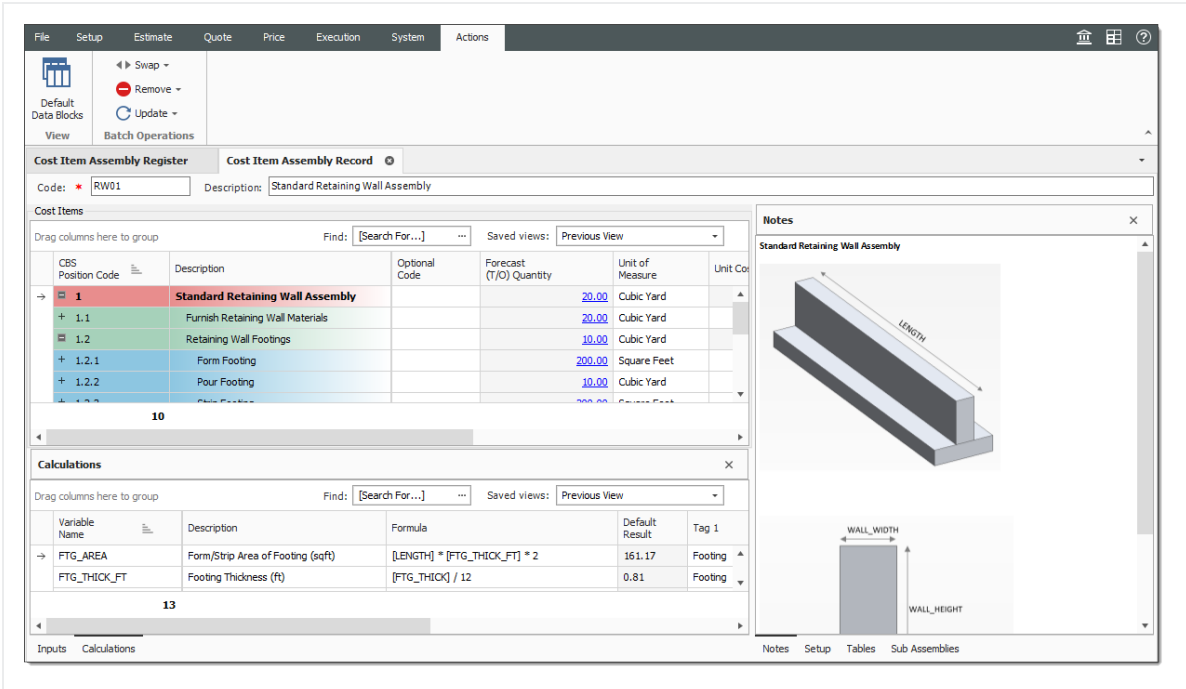 File Setup Estimate Quote Price Execution System Actions
Default
Data Blocks
View
Swap
Remove
Update
Batch Operations
Cost Item Assembly Register Cost Item Assembly Record
Code: * RW01 Description: Standard Retaining Wall Assembly
Cost Items
Drag columns here to group Find: [Search For...] ... Saved views: Previous View
CBS
Position Code
Description
Optional
Code
Forecast
(T/O) Quantity
Unit of
Measure
Unit Co
1 Standard Retaining Wall Assembly 20.00 Cubic Yard
1.1 Furnish Retaining Wall Materials 20.00 Cubic Yard
1.2 Retaining Wall Footings 10.00 Cubic Yard
1.2.1 Form Footing 200.00 Square Feet
1.2.2 Pour Footing 10.00 Cubic Yard
10
Calculations
Drag columns here to group Find: [Search For...] ... Saved views: Previous View
Variable
Name
Description
Formula
Default
Result
Tag 1
FTG_AREA Form/Strip Area of Footing (sqft) [LENGTH] * [FTG_THICK_FT] * 2 161.17 Footing
FTG_THICK_FT Footing Thickness (ft) [FTG_THICK] / 12 0.81 Footing
13
Inputs Calculations
Notes
Standard Retaining Wall Assembly
LENGTH
WALL_WIDTH
WALL_HEIGHT
Notes Setup Tables Sub Assemblies